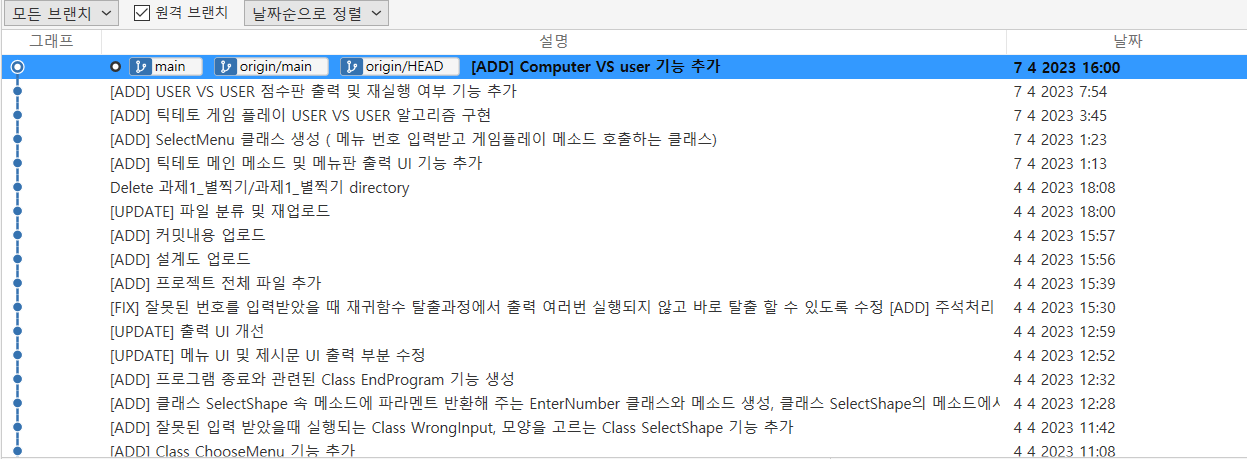 모든 브랜치 원격 브랜치 날짜순으로 정렬
그래프 설명 날짜
main origin/main origin/HEAD [ADD] Computer VS user 기능 추가 7 4 2023 16:00
[ADD] USER VS USER 점수판 출력 및 재실행 여부 기능 추가 7 4 2023 7:54
[ADD] 틱테토 게임 플레이 USER VS USER 알고리즘 구현 7 4 2023 3:45
[ADD] SelectMenu 클래스 생성 ( 메뉴 번호 입력받고 게임플레이 메소드 호출하는 클래스) 7 4 2023 1:23
[ADD] 틱테토 메인 메소드 및 메뉴판 출력 UI 기능 추가 7 4 2023 1:13
Delete 과제1_별찍기/과제1_별찍기 directory 4 4 2023 18:08
[UPDATE] 파일 분류 및 재업로드 4 4 2023 18:00
[ADD] 커밋내용 업로드 4 4 2023 15:57
[ADD] 설계도 업로드 4 4 2023 15:56
[ADD] 프로젝트 전체 파일 추가 4 4 2023 15:39
[FIX] 잘못된 번호를 입력받았을 때 재귀함수 탈출과정에서 출력 여러번 실행되지 않고 바로 탈출 할 수 있도록 수정 [ADD] 주석처리 4 4 2023 15:30
[UPDATE] 출력 UI 개선 4 4 2023 12:59
[UPDATE] 메뉴 UI 및 제시문 UI 출력 부분 수정 4 4 2023 12:52
[ADD] 프로그램 종료와 관련된 Class EndProgram 기능 생성 4 4 2023 12:32
[ADD] 클래스 SelectShape 속 메소드에 파라멘트 반환해 주는 EnterNumber 클래스와 메소드 생성, 클래스 SelectShape의 메소드에서 4 4 2023 12:28
[ADD] 잘못된 입력 받았을때 실행되는 Class WrongInput, 모양을 고르는 Class SelectShape 기능 추가 4 4 2023 11:42
[ADD] Class ChooseMenu 기능 추가 4 4 2023 11:08